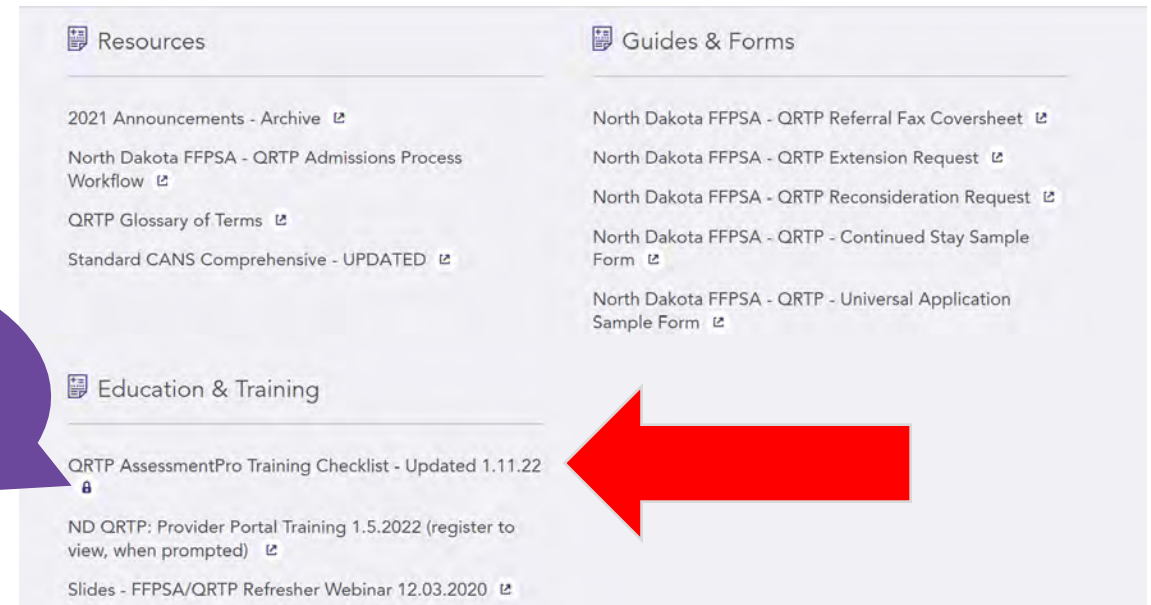 Resources
2021 Announcements - Archive
North Dakota FFPSA - QRTP Admissions Process
Workflow
QRTP Glossary of Terms
Standard CANS Comprehensive - UPDATED
Guides & Forms
North Dakota FFPSA - QRTP Referral Fax Coversheet
North Dakota FFPSA - QRTP Extension Request
North Dakota FFPSA - QRTP Reconsideration Request
North Dakota FFPSA - QRTP - Continued Stay Sample
Form
North Dakota FFPSA - QRTP - Universal Application
Sample Form
Education & Training
QRTP AssessmentPro Training Checklist - Updated 1.11.22
ND QRTP: Provider Portal Training 1.5.2022 (register to
view, when prompted)
Slides - FFPSA/QRTP Refresher Webinar 12.03.2020